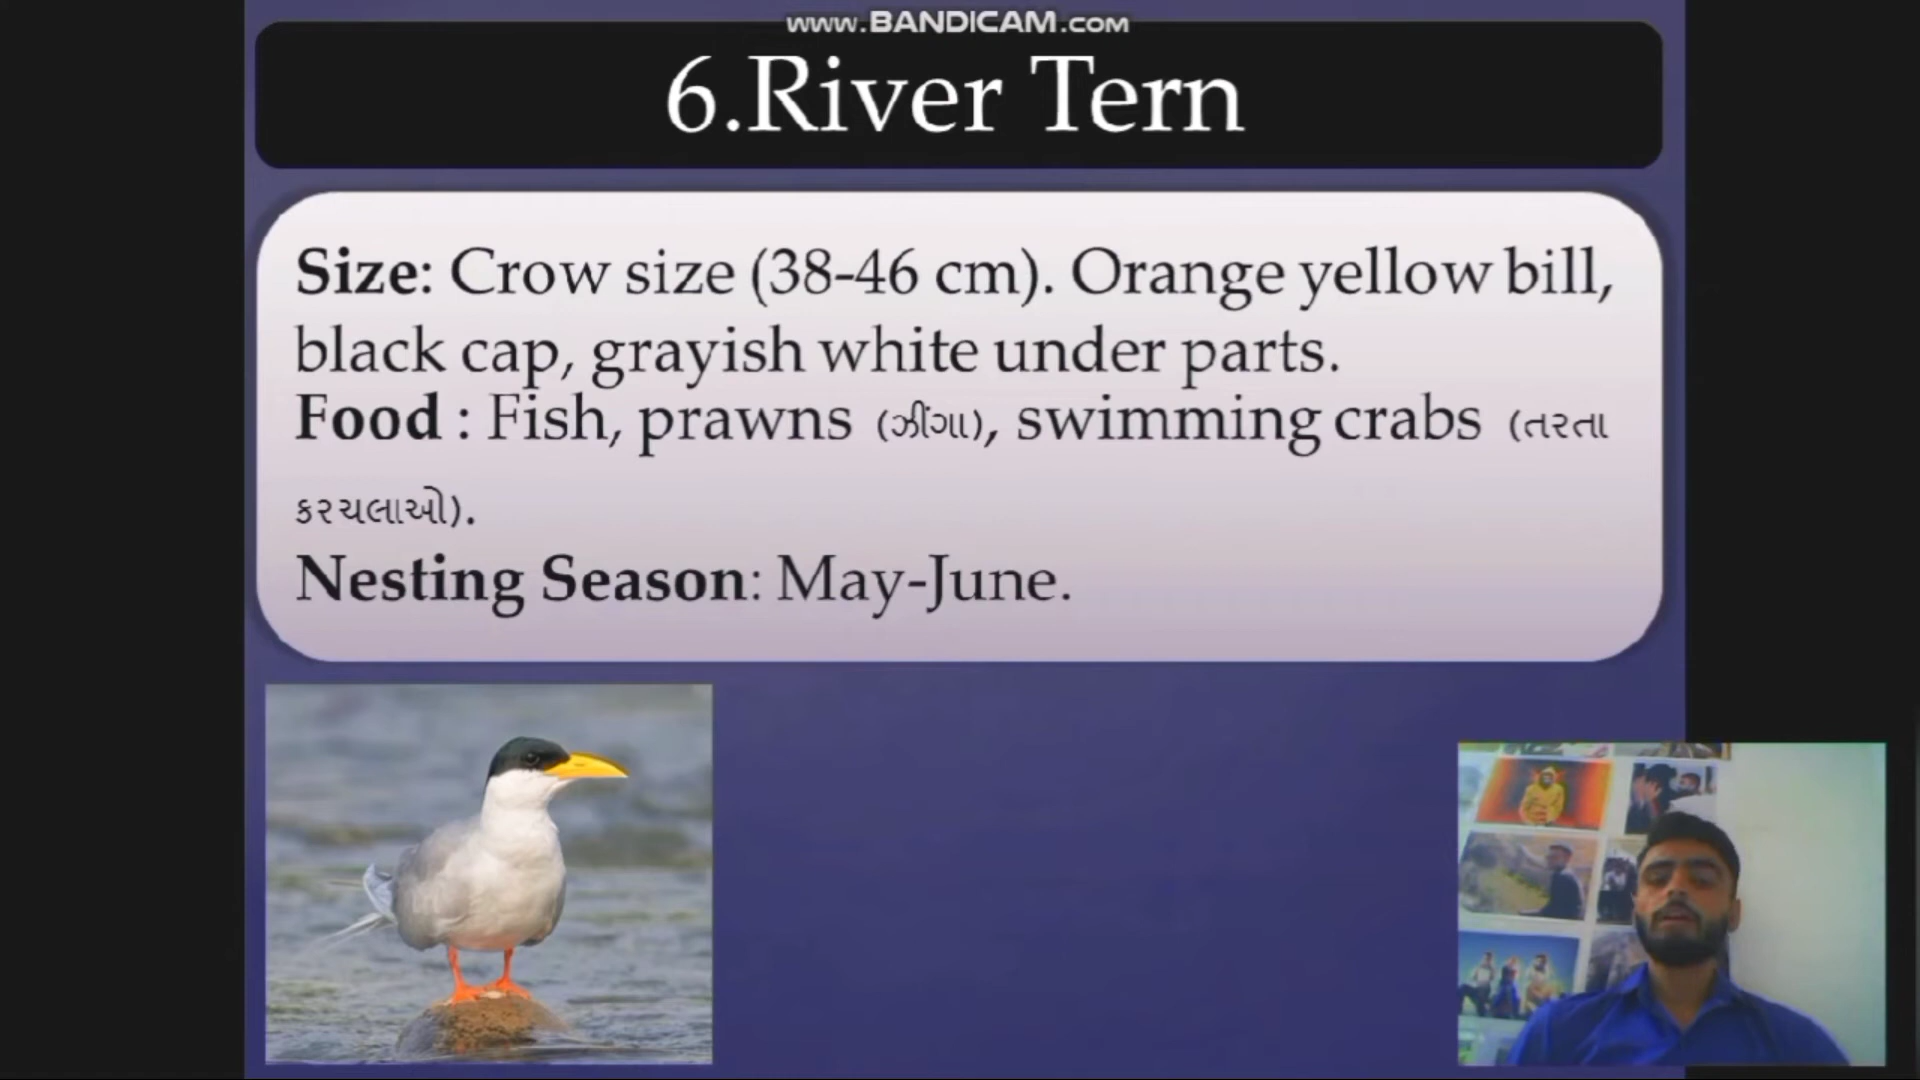 www.BANDICAM.com
6.River Tern
Size: Crow size (38-46 cm). Orange yellow bill,
black cap, grayish white under parts.
Food : Fish, prawns (ઝીંગા), swimming crabs (તરતા
કરચલાઓ).
Nesting Season: May-June.